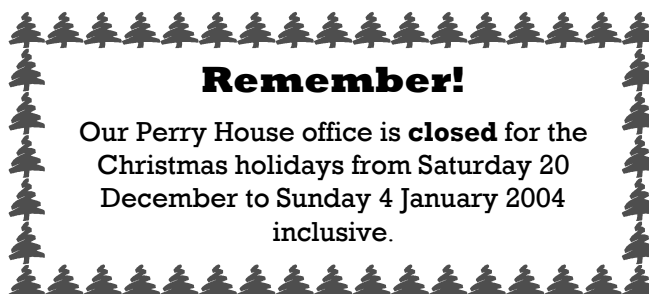 Remember!
Our Perry House office is closed for the
Christmas holidays from Saturday 20
December to Sunday 4 January 2004
inclusive.